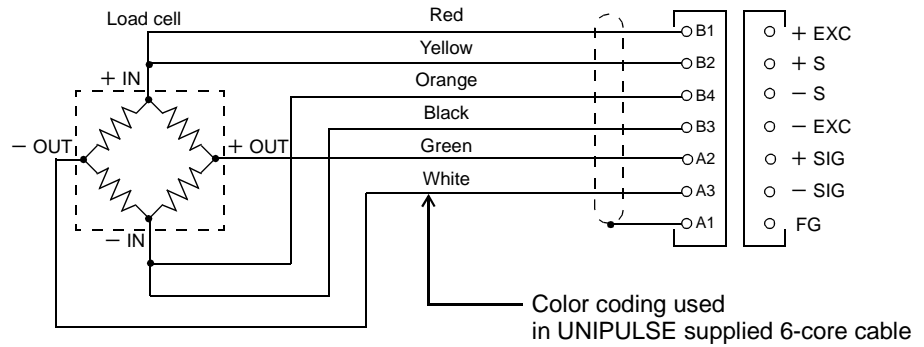 Load cell
Red
B1
+ EXC
Yellow
B2
+ S
+ IN
Orange
B4
− S
Black
B3
− EXC
− OUT
+ OUT
Green
A2
+ SIG
White
A3
− SIG
− IN
A1
FG
Color coding used
in UNIPULSE supplied 6-core cable